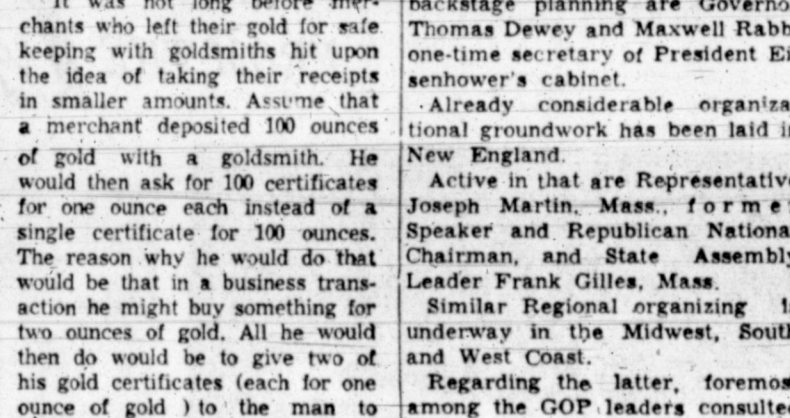 It was not long before mer-
chants who left their gold for safe
keeping with goldsmiths hit upon
the idea of taking their receipts
in smaller amounts. Assume that
a merchant deposited 100 ounces
of gold with a goldsmith. He
would then ask for 100 certificates
for one ounce each instead of a
single certificate for 100 ounces.
The reason why he would do that
would be that in a business trans-
action he might buy something for
two ounces of gold. All he would
then do would be to give two of
his gold certificates (each for one
ounce of gold ) to the man to
backstage planning are Governo
Thomas Dewey and Maxwell Rabb
one-time secretary of President Ei
senhower's cabinet.
Already considerable organiza
tional groundwork has been laid i
New England.
Active in that are Representativ
Joseph Martin, Mass., forme
Speaker and Republican Nationa
Chairman, and State Assembl
Leader Frank Gilles, Mass.
Similar Regional organizing i
underway in the Midwest, Sout
and West Coast.
Regarding the latter, foremos
among the GOP leaders consulte